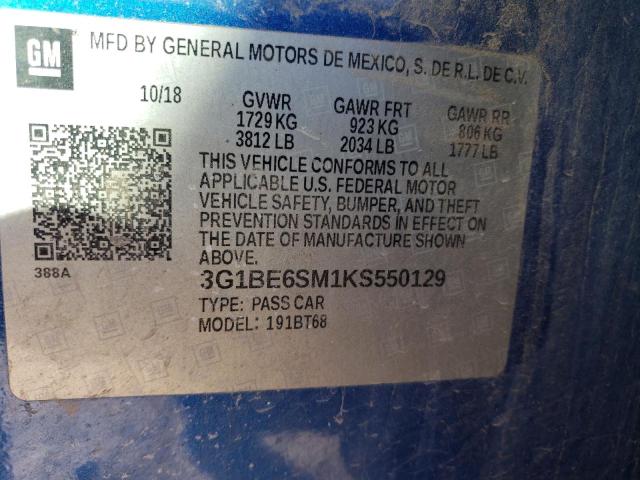 GM
MFD BY GENERAL MOTORS DE MEXICO, S. DE R.L. DE C.V.
10/18 GVWR GAWR FRT GAWR RR
1729 KG 923 KG 806 KG
3812 LB 2034 LB 1777 LB
THIS VEHICLE CONFORMS TO ALL
APPLICABLE U.S. FEDERAL MOTOR
VEHICLE SAFETY, BUMPER, AND THEFT
PREVENTION STANDARDS IN EFFECT ON
THE DATE OF MANUFACTURE SHOWN
ABOVE.
388A
3G1BE6SM1KS550129
TYPE: PASS CAR
MODEL: 191BT68